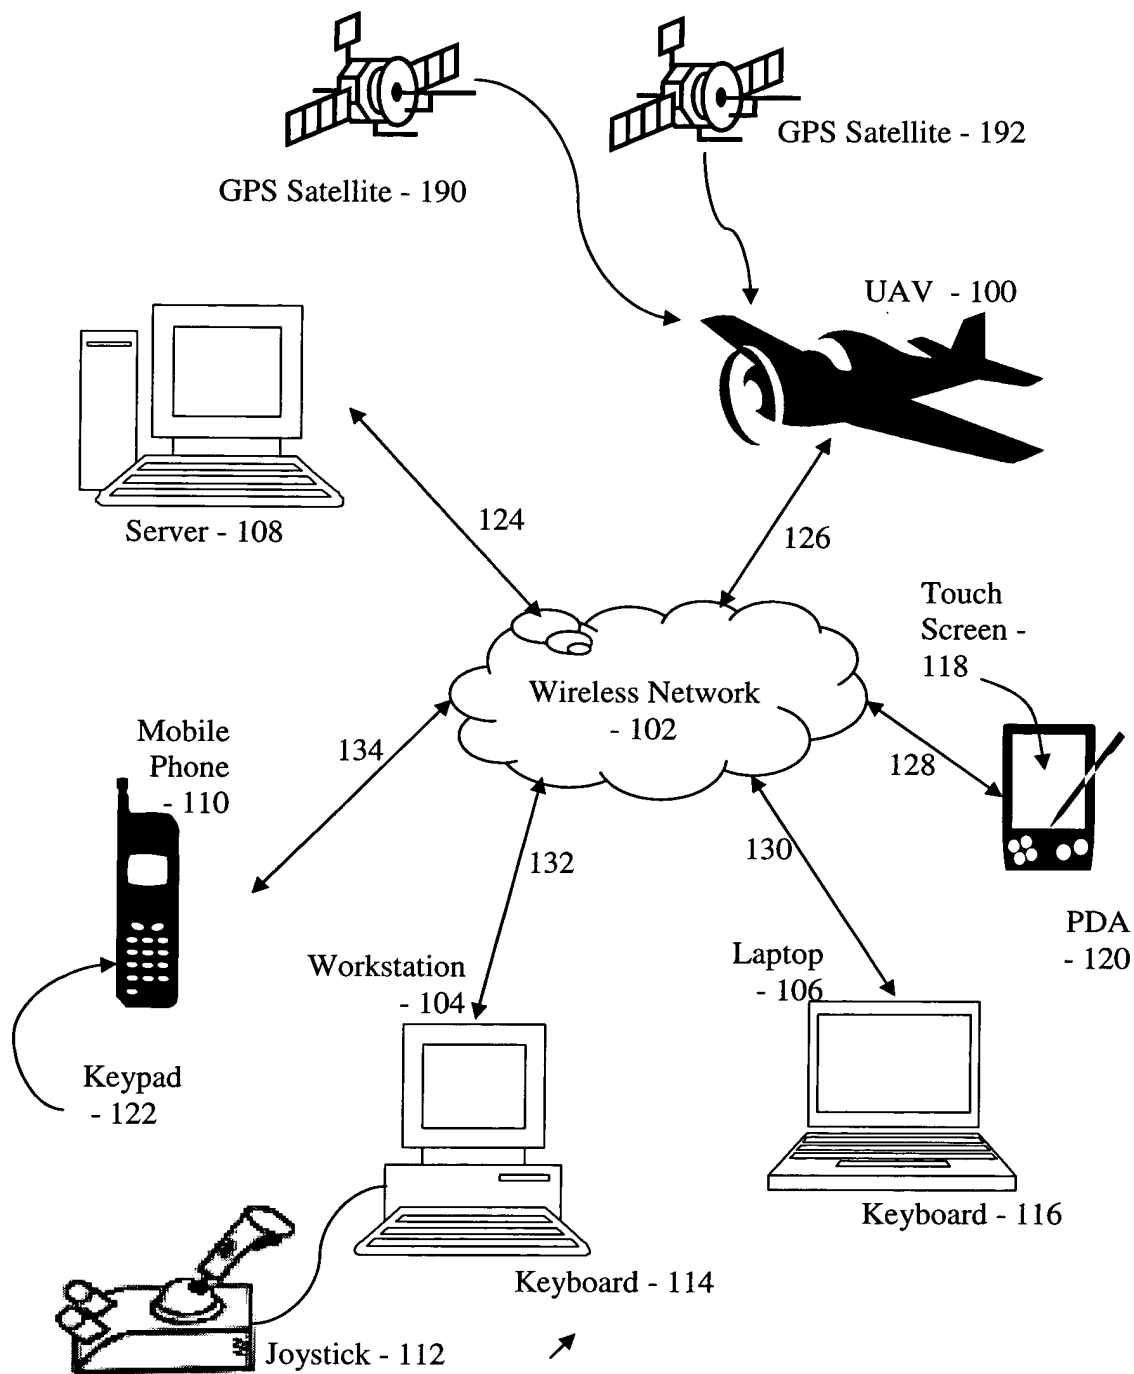 GPS Satellite - 192
GPS Satellite - 190
UAV - 100
Server - 108
124
126
Touch
Screen -
118
Wireless Network
- 102
Mobile
Phone
- 110
134
128
132
130
PDA
- 120
Workstation
- 104
Laptop
- 106
Keypad
- 122
Keyboard - 116
Keyboard - 114
Joystick - 112